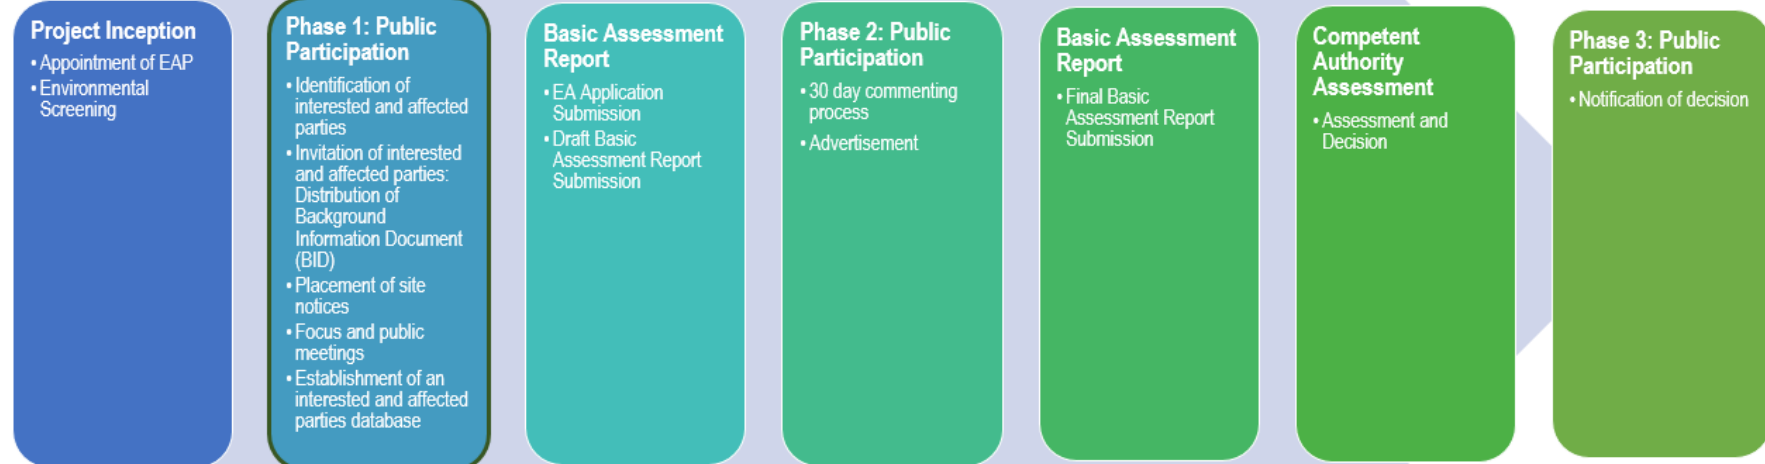 Project Inception
• Appointment of EAP
• Environmental
Screening
Phase 1: Public
Participation
• Identification of
interested and affected
parties
• Invitation of interested
and affected parties:
Distribution of
Background
Information Document
(BID)
• Placement of site
notices
• Focus and public
meetings
• Establishment of an
interested and affected
parties database
Basic Assessment
Report
• EA Application
Submission
• Draft Basic
Assessment Report
Submission
Phase 2: Public
Participation
• 30 day commenting
process
• Advertisement
Basic Assessment
Report
• Final Basic
Assessment Report
Submission
Competent
Authority
Assessment
• Assessment and
Decision
Phase 3: Public
Participation
• Notification of decision